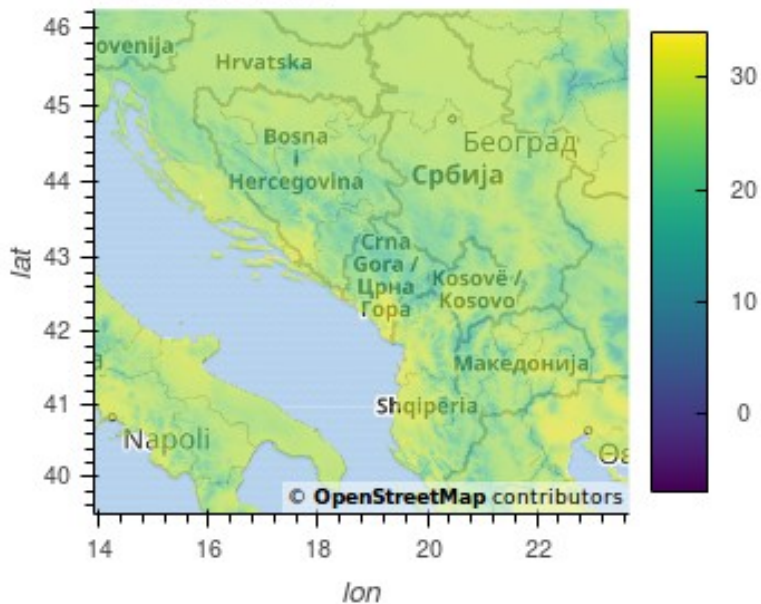 46
45
44
43
42
41
40
lat
ovenija
Hrvatska
Bosna
i
Hercegovina
Београд
Србија
Crna
Gora /
Црна
Гора
Kosovë /
Kosovo
Македонија
Shqipëria
a
Napoli
Θε
© OpenStreetMap contributors
14
16
18
20
22
lon
30
20
10
0